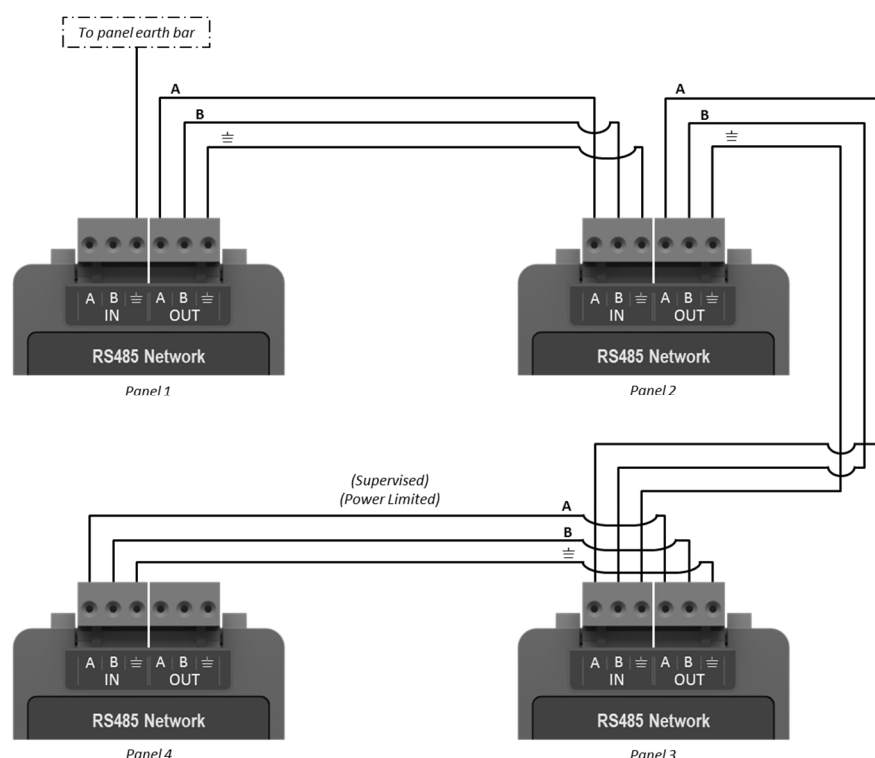 To panel earth bar
A
A
B
B
A B A B
IN OUT
RS485 Network
Panel 1
A B A B
IN OUT
RS485 Network
Panel 2
(Supervised)
(Power Limited)
A
B
A B A B
IN OUT
RS485 Network
Panel 4
A B A B
IN OUT
RS485 Network
Panel 3